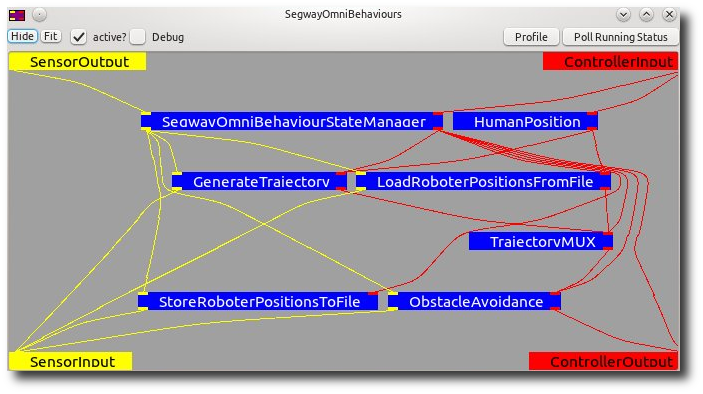 SegwayOmniBehaviours
Hide Fit active? Debug Profile Poll Running Status
SensorOutput ControllerInput
SegwayOmniBehaviourStateManager HumanPosition
GenerateTrajectory LoadRoboterPositionsFromFile
TrajectoryMUX
StoreRoboterPositionsToFile ObstacleAvoidance
SensorInput ControllerOutput